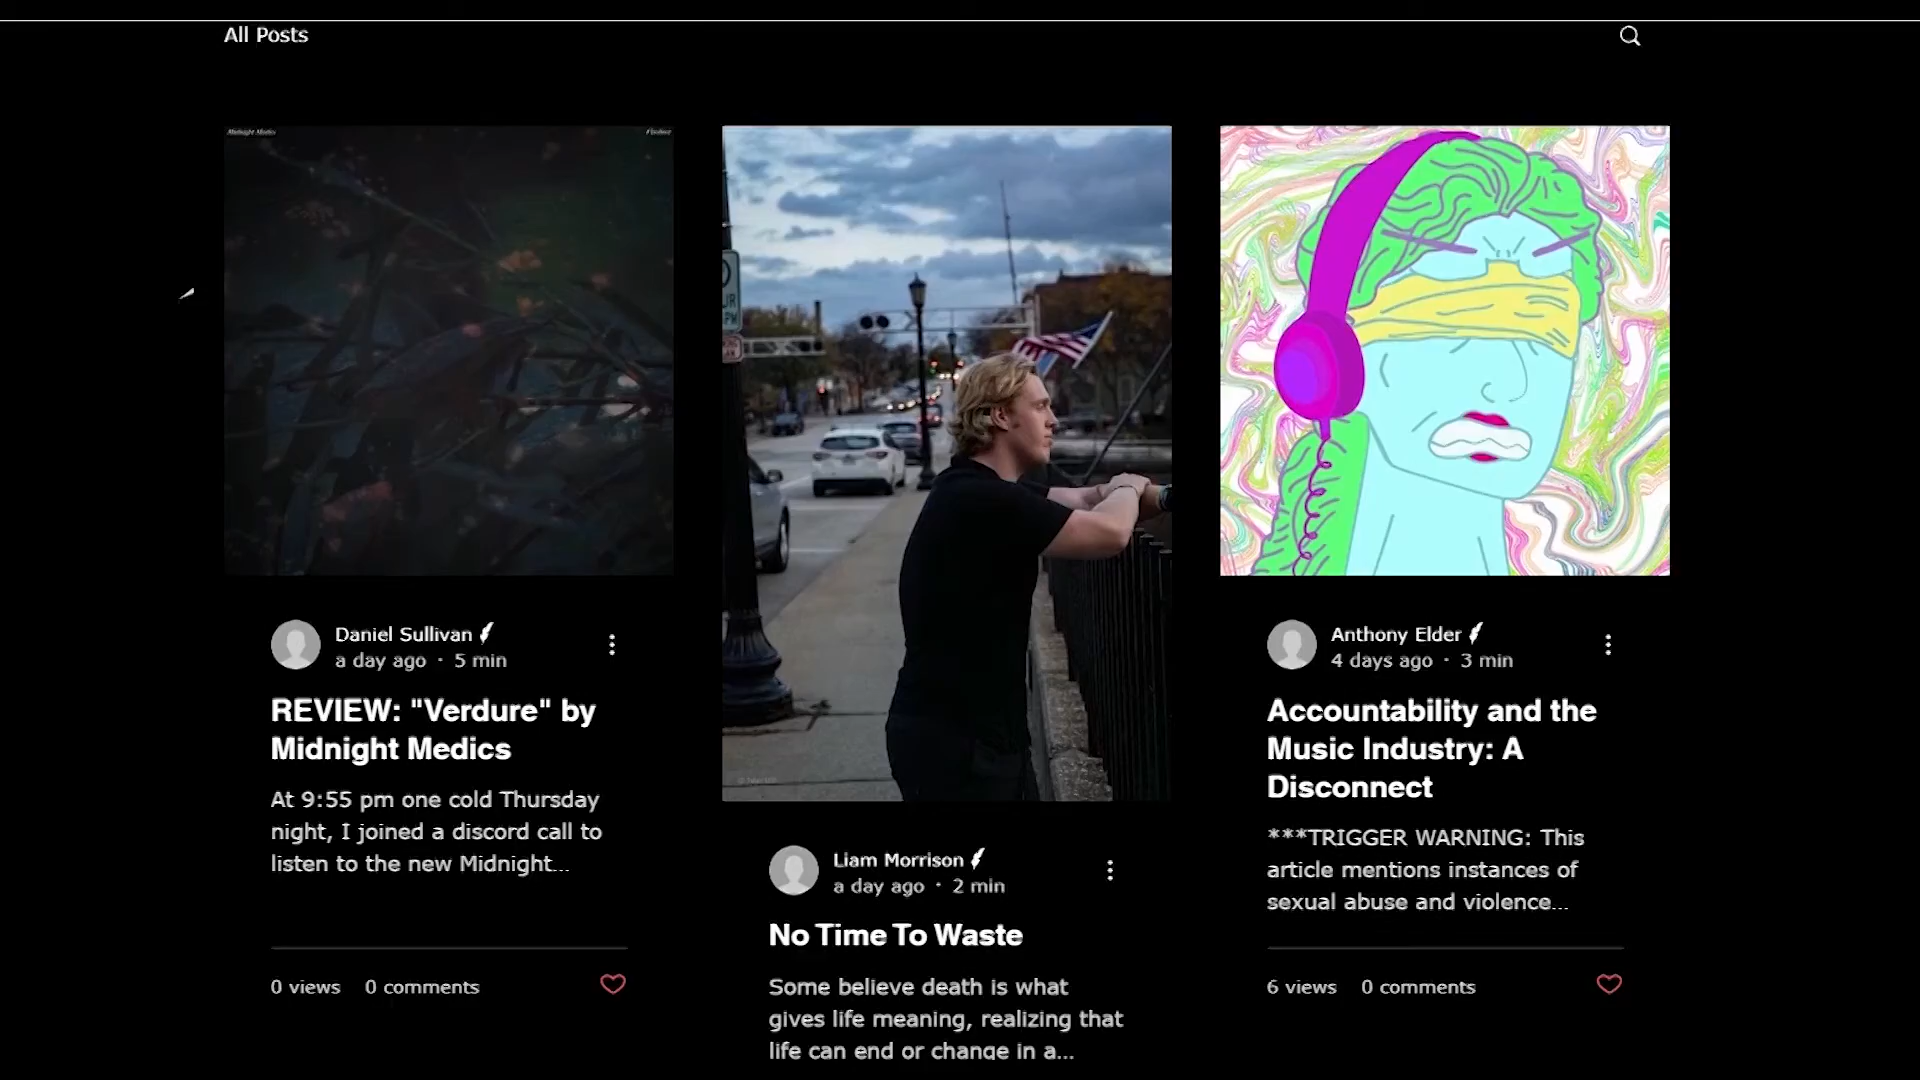 All Posts
Midnight Medics
Daniel Sullivan
a day ago · 5 min
REVIEW: "Verdure" by
Midnight Medics
At 9:55 pm one cold Thursday
night, I joined a discord call to
listen to the new Midnight...
0 views 0 comments
Liam Morrison
a day ago · 2 min
No Time To Waste
Some believe death is what
gives life meaning, realizing that
life can end or change in a...
Anthony Elder
4 days ago · 3 min
Accountability and the
Music Industry: A
Disconnect
***TRIGGER WARNING: This
article mentions instances of
sexual abuse and violence...
6 views 0 comments